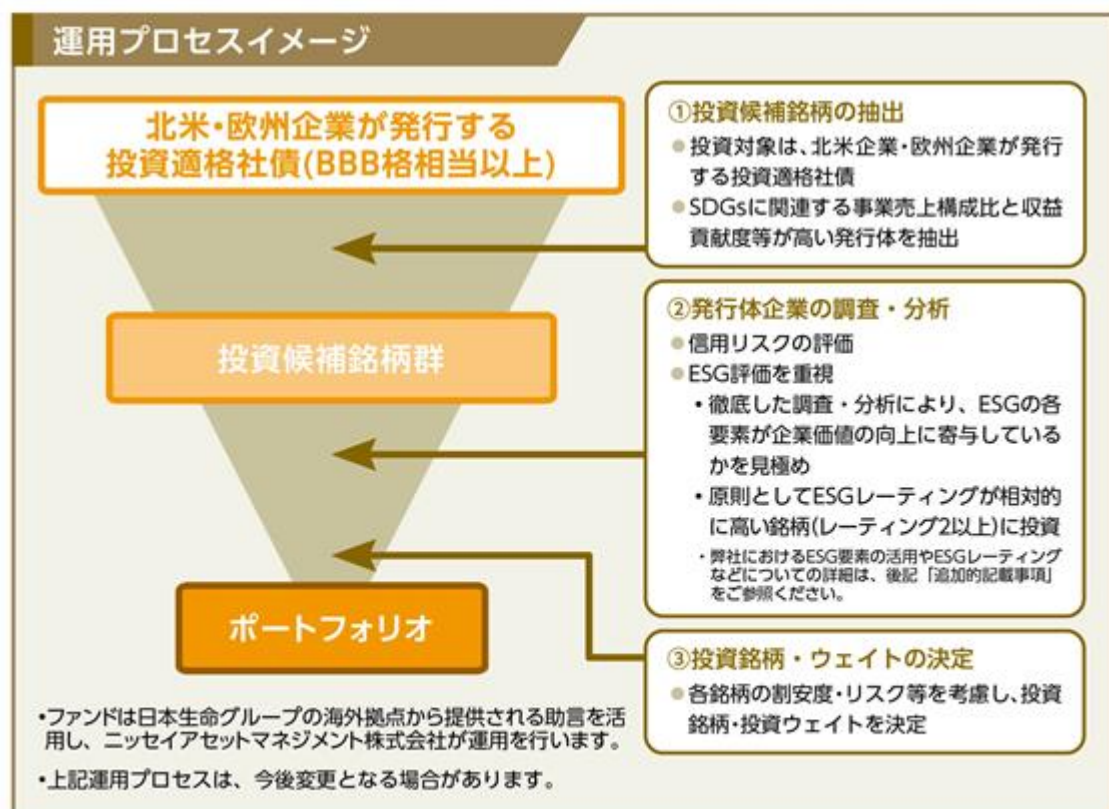 運用プロセスイメージ
北米・欧州企業が発行する
投資適格社債(BBB格相当以上)
投資候補銘柄群
ポートフォリオ
①投資候補銘柄の抽出
●投資対象は、北米企業・欧州企業が発行
する投資適格社債
●SDGsに関連する事業売上構成比と収益
貢献度等が高い発行体を抽出
②発行体企業の調査・分析
●信用リスクの評価
●ESG評価を重視
・徹底した調査・分析により、ESGの各
要素が企業価値の向上に寄与している
かを見極め
・原則としてESGレーティングが相対的
に高い銘柄(レーティング2以上)に投資
・弊社におけるESG要素の活用やESGレーティング
などについての詳細は、後記「追加的記載事項」
をご参照ください。
③投資銘柄・ウェイトの決定
●各銘柄の割安度・リスク等を考慮し、投資
銘柄・投資ウェイトを決定
・ファンドは日本生命グループの海外拠点から提供される助言を活
用し、ニッセイアセットマネジメント株式会社が運用を行います。
・上記運用プロセスは、今後変更となる場合があります。